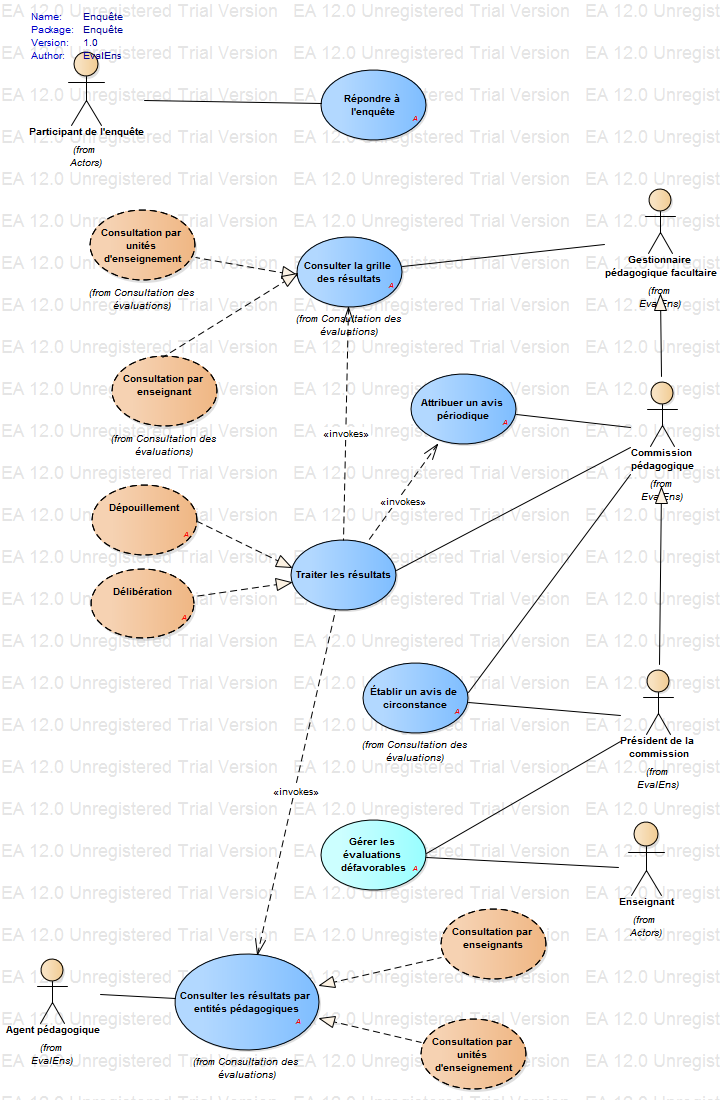 Name: Enquête
Package: Enquête
Version: 1.0
Author: EvalEns
EA 12.0 Unregistered Trial Version
Participant de l'enquête
(from
Actors)
Répondre à
l'enquête
A
Consultation par
unités
d'enseignement
(from Consultation des
évaluations)
Consulter la grille
des résultats
A
(from Consultation des
évaluations)
Gestionnaire
pédagogique facultaire
(from
EvalEns)
Consultation par
enseignant
(from Consultation des
évaluations)
Attribuer un avis
périodique
A
Commission
pédagogique
(from
EvalEns)
«invokes»
«invokes»
Dépouillement
A
Délibération
A
Traiter les résultats
Établir un avis de
circonstance
A
(from Consultation des
évaluations)
Président de la
commission
(from
EvalEns)
«invokes»
Gérer les
évaluations
défavorables
A
Enseignant
(from
Actors)
Consultation par
enseignants
Agent pédagogique
(from
EvalEns)
Consulter les résultats par
entités pédagogiques
A
(from Consultation des
évaluations)
Consultation par
unités
d'enseignement